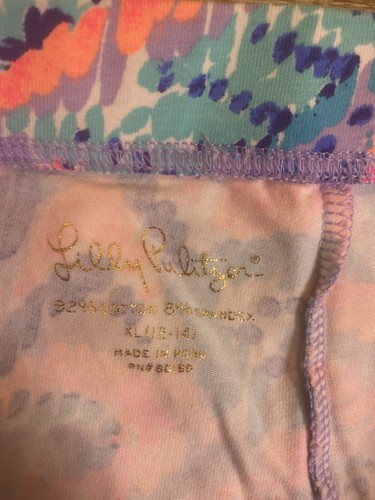 Lilly Pulitzer®
92% COTTON 8% SPANDEX
XL(12-14)
MADE IN PERU